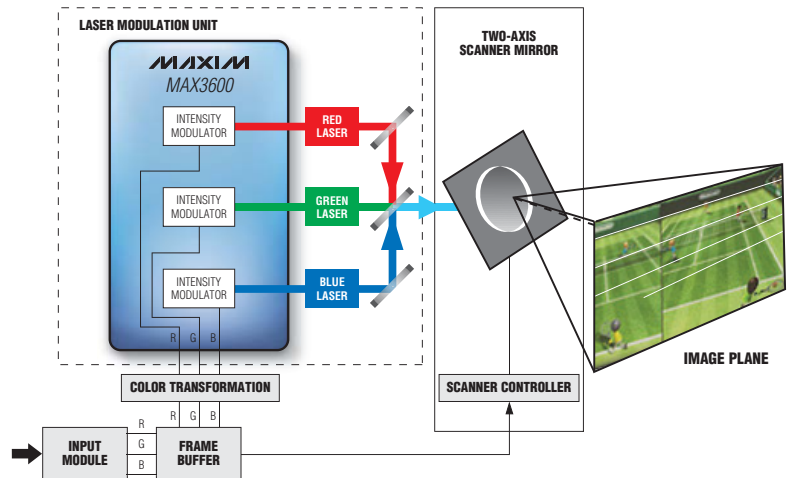 LASER MODULATION UNIT
MAXIM
MAX3600
INTENSITY
MODULATOR
RED
LASER
INTENSITY
MODULATOR
GREEN
LASER
INTENSITY
MODULATOR
BLUE
LASER
R G B
COLOR TRANSFORMATION
R G B
R
G
B
INPUT
MODULE
FRAME
BUFFER
TWO-AXIS
SCANNER MIRROR
SCANNER CONTROLLER
IMAGE PLANE